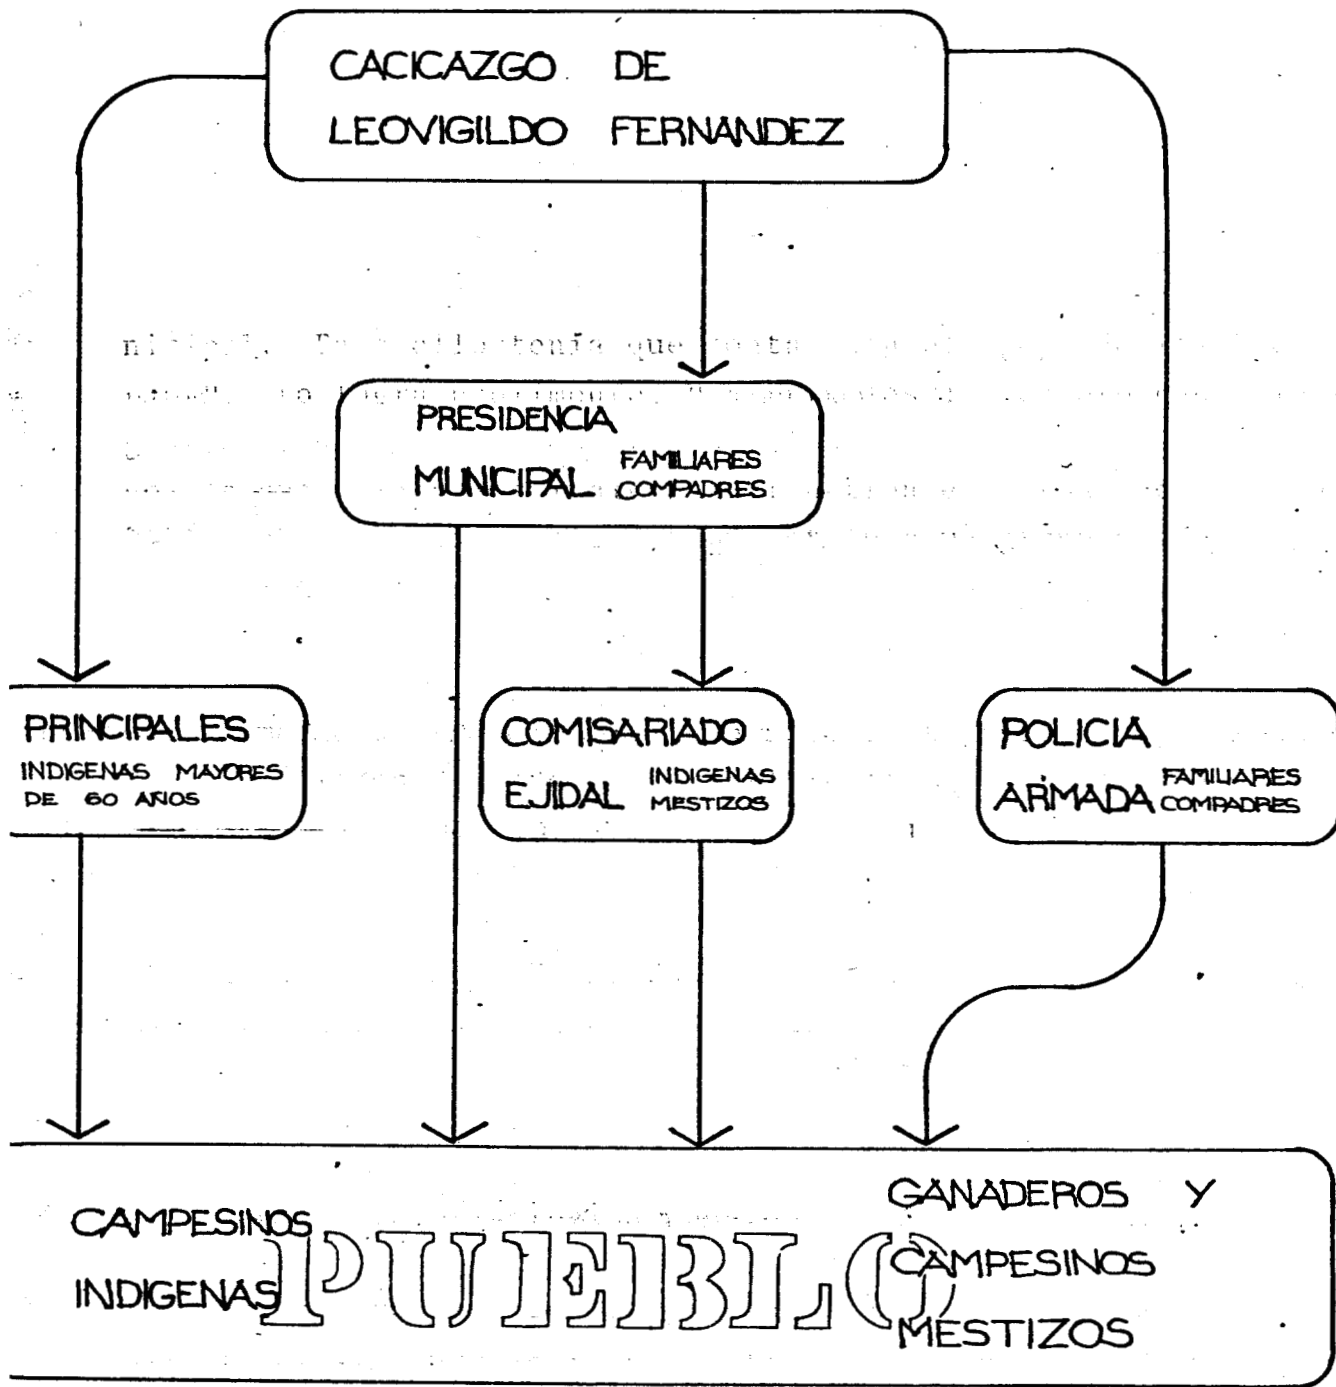 CACICAZGO DE
LEOVIGILDO FERNANDEZ
que
PRESIDENCIA
MUNICIPAL FAMILIARES
COMPADRES
PRINCIPALES
INDIGENAS MAYORES
DE 60 AÑOS
COMISARIADO
EJIDAL INDIGENAS
MESTIZOS
POLICIA
ARMADA FAMILIARES
COMPADRES
CAMPESINOS
INDIGENAS
PUEBLO
GANADEROS Y
CAMPESINOS
MESTIZOS